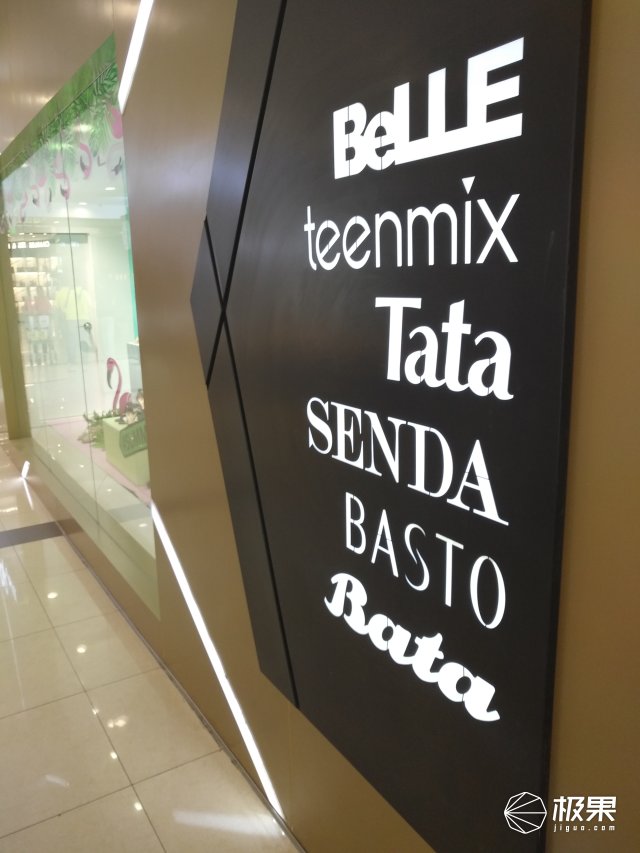 BeLLE
teenmix
Tata
SENDA
BASTO
Bata
极果
jiguo.com